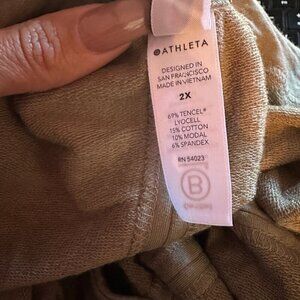 ATHLETA
DESIGNED IN
SAN FRANCISCO
MADE IN VIETNAM
2X
69% TENCEL®
LYOCELL
15% COTTON
10% MODAL
6% SPANDEX
RN 54023
B